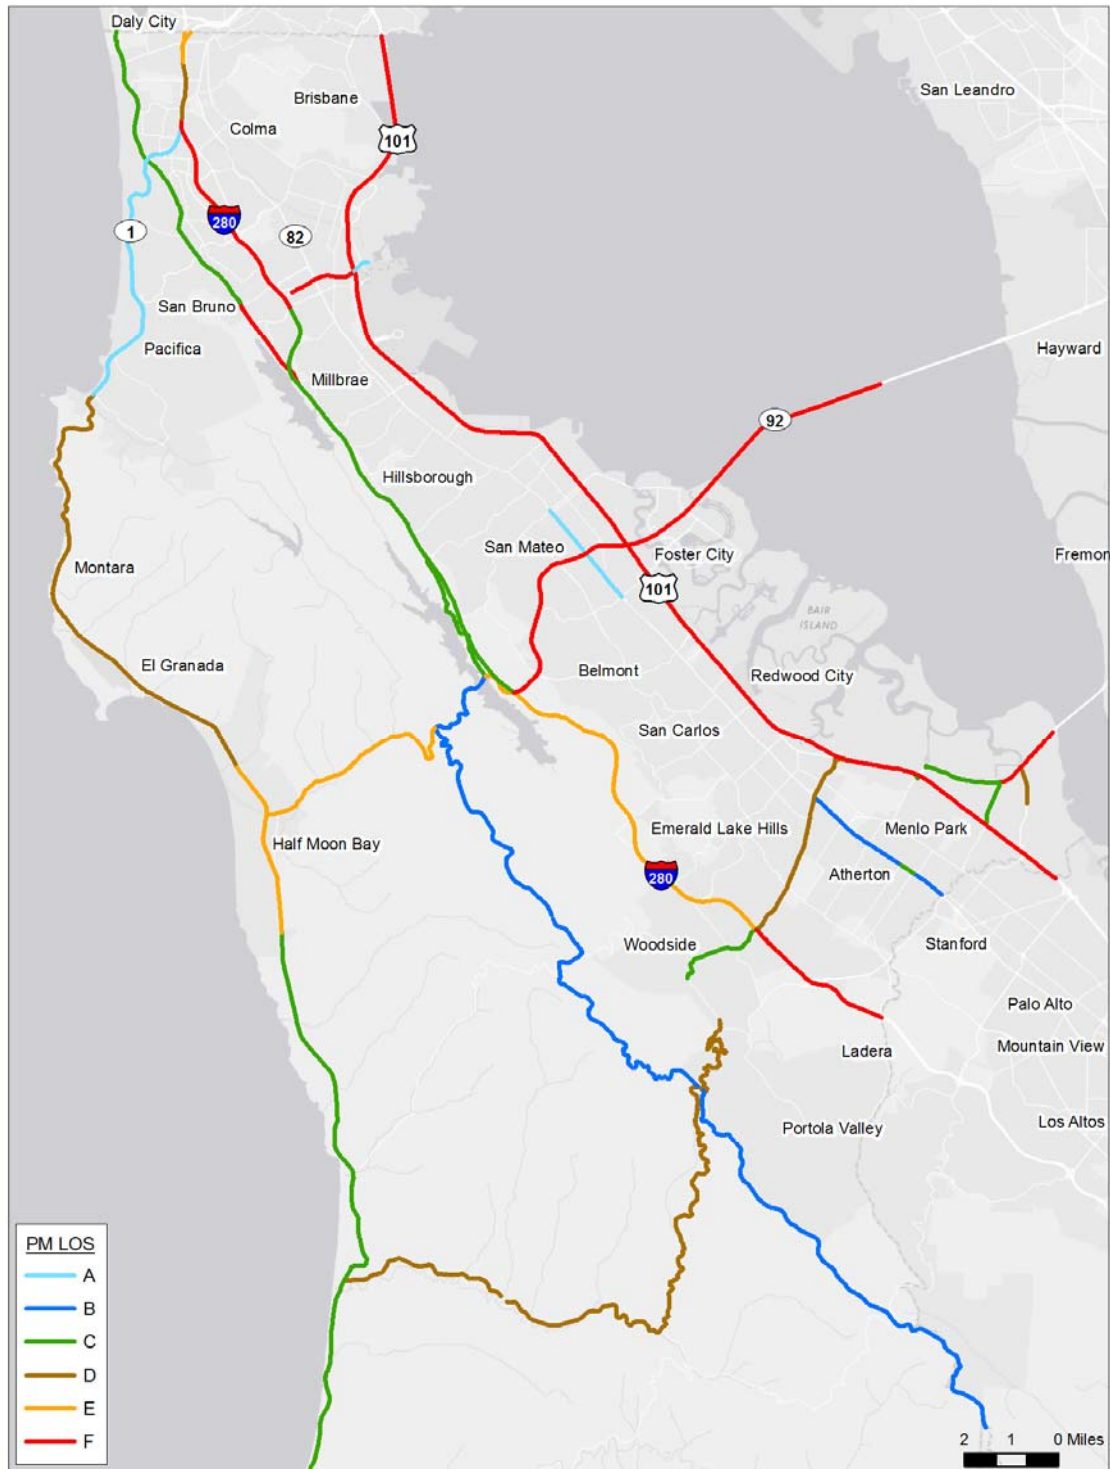 Daly City
Brisbane
San Leandro
Colma
101
280
82
1
San Bruno
Pacifica
Millbrae
Hayward
92
Hillsborough
San Mateo
Foster City
Fremon
Montara
101
BAIR
ISLAND
El Granada
Belmont
Redwood City
San Carlos
Half Moon Bay
Emerald Lake Hills
Menlo Park
280
Atherton
Woodside
Stanford
Palo Alto
Ladera
Mountain View
Portola Valley
Los Altos
PM LOS
A
B
C
D
E
F
2 1 0 Miles